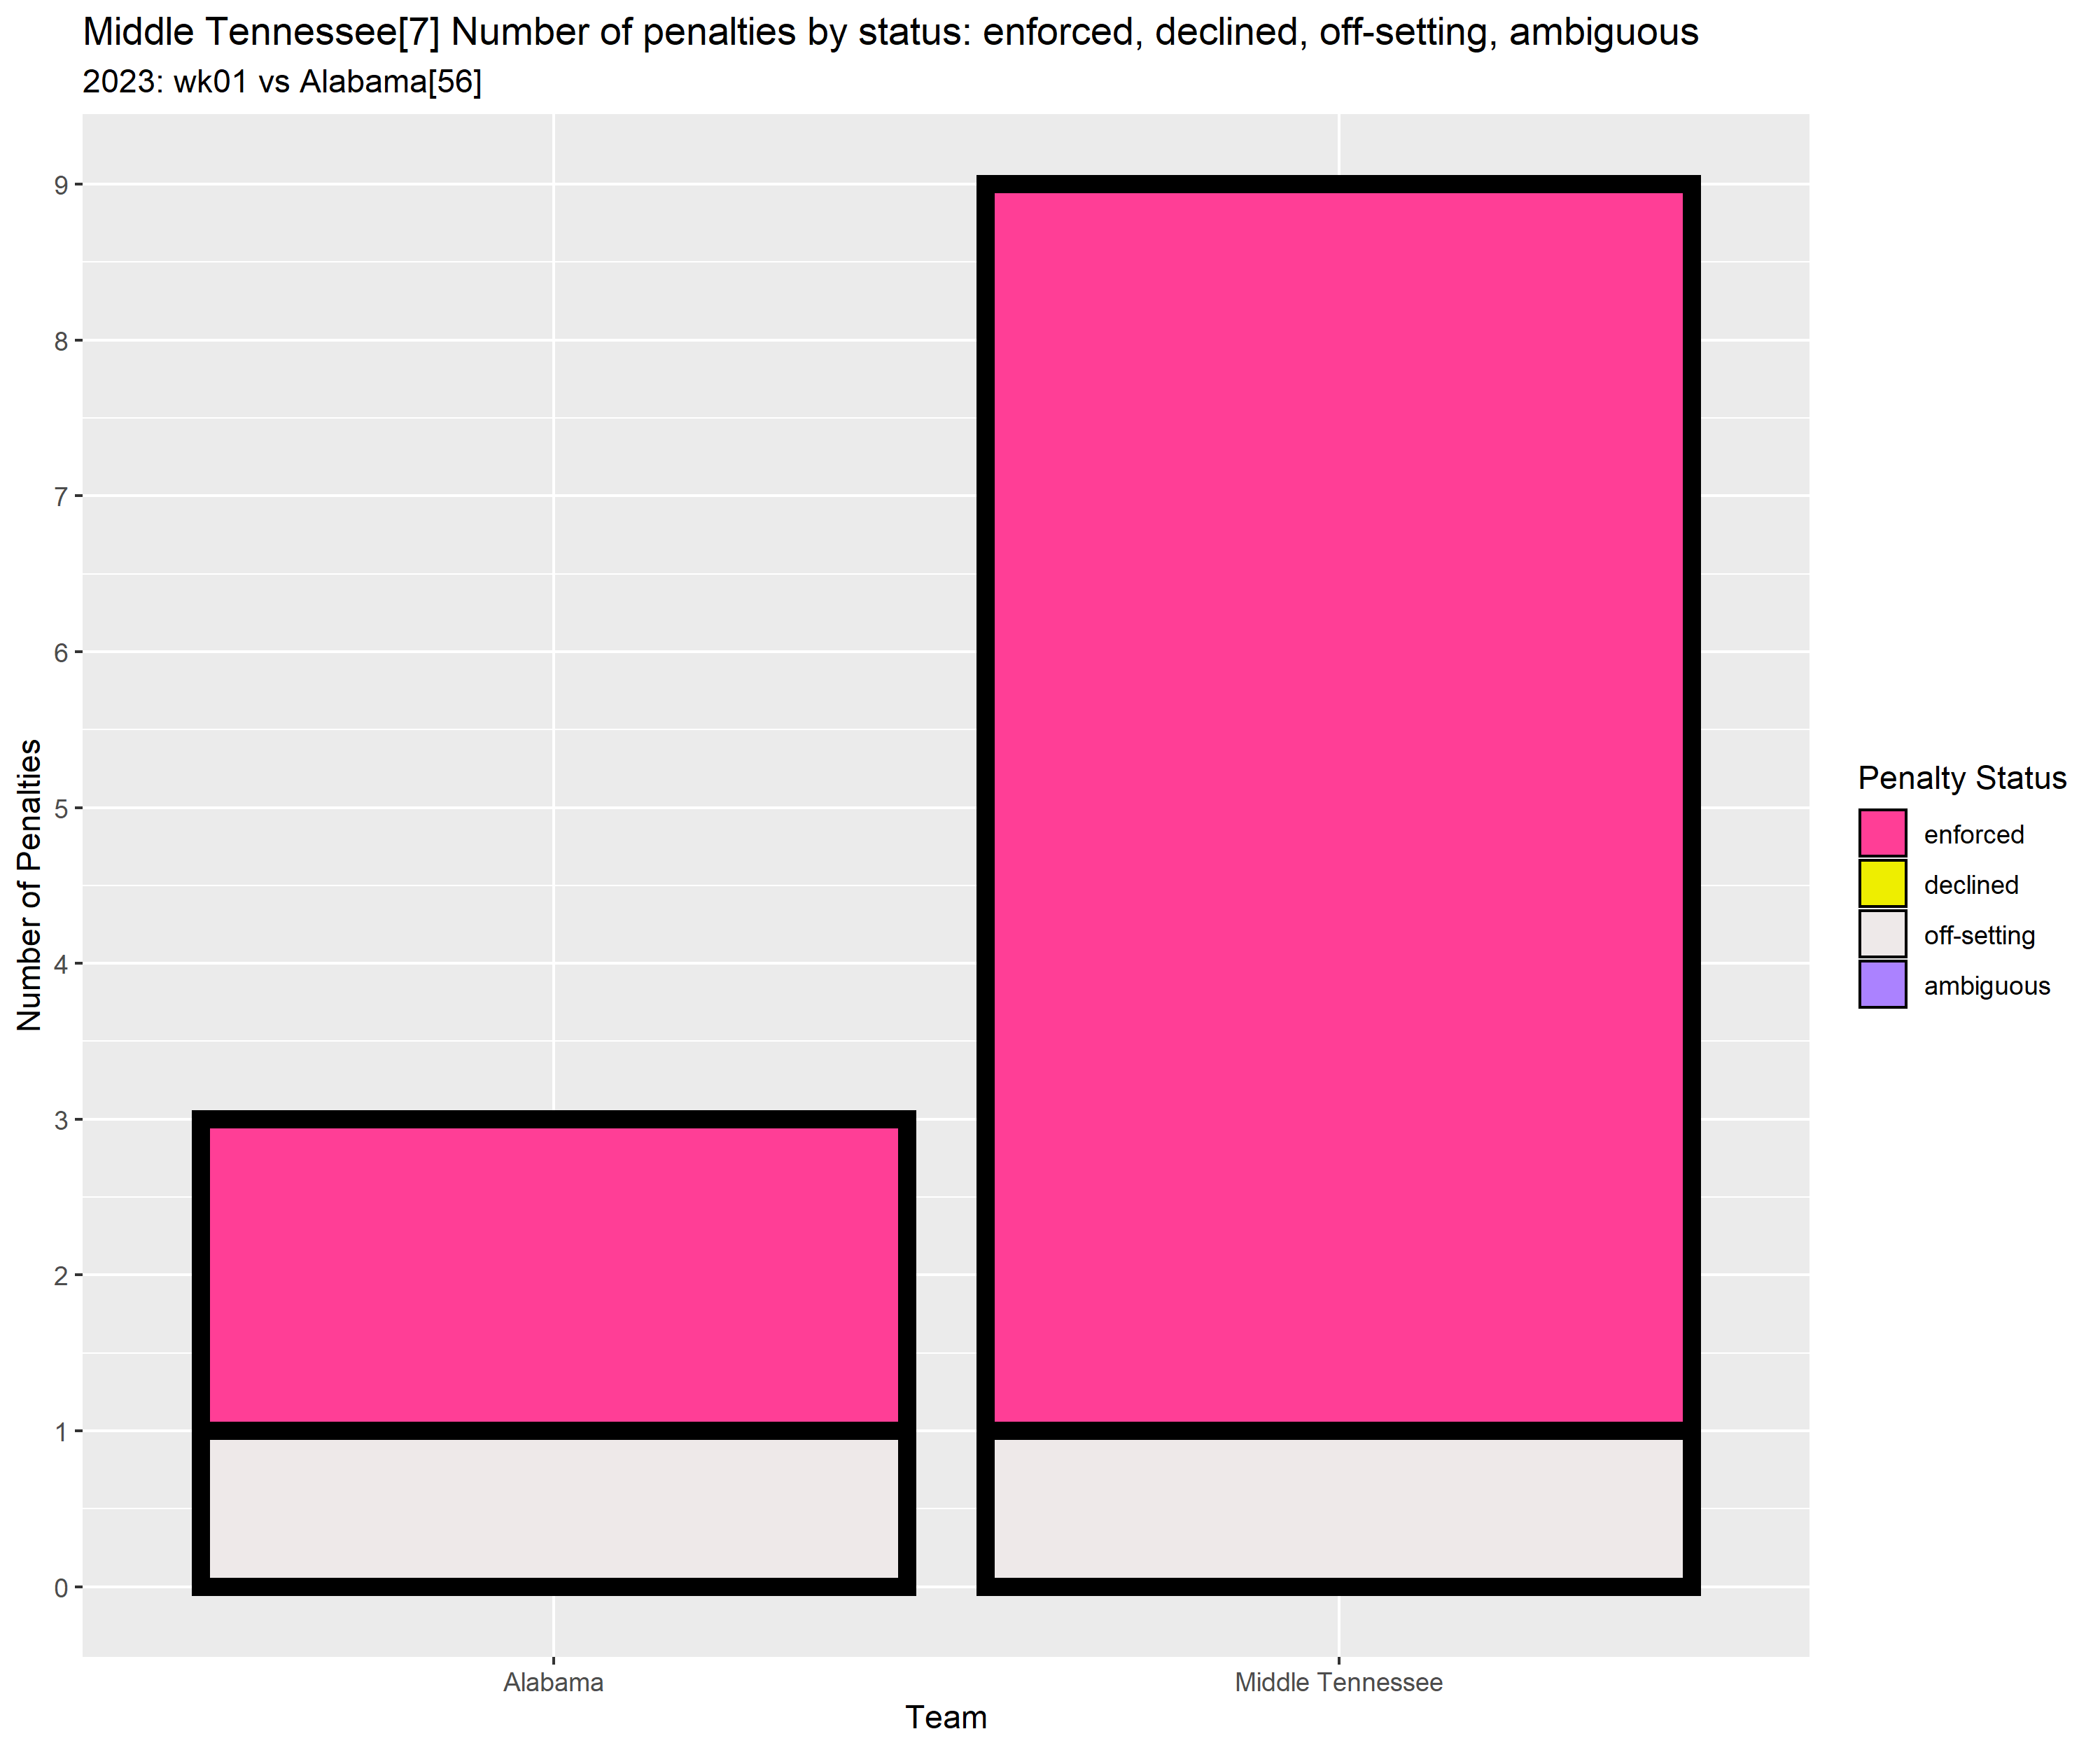 Middle Tennessee[7] Number of penalties by status: enforced, declined, off-setting, ambiguous
2023: wk01 vs Alabama[56]
Number of Penalties
9
8
7
6
5
4
3
2
1
0
Alabama
Middle Tennessee
Team
Penalty Status
enforced
declined
off-setting
ambiguous